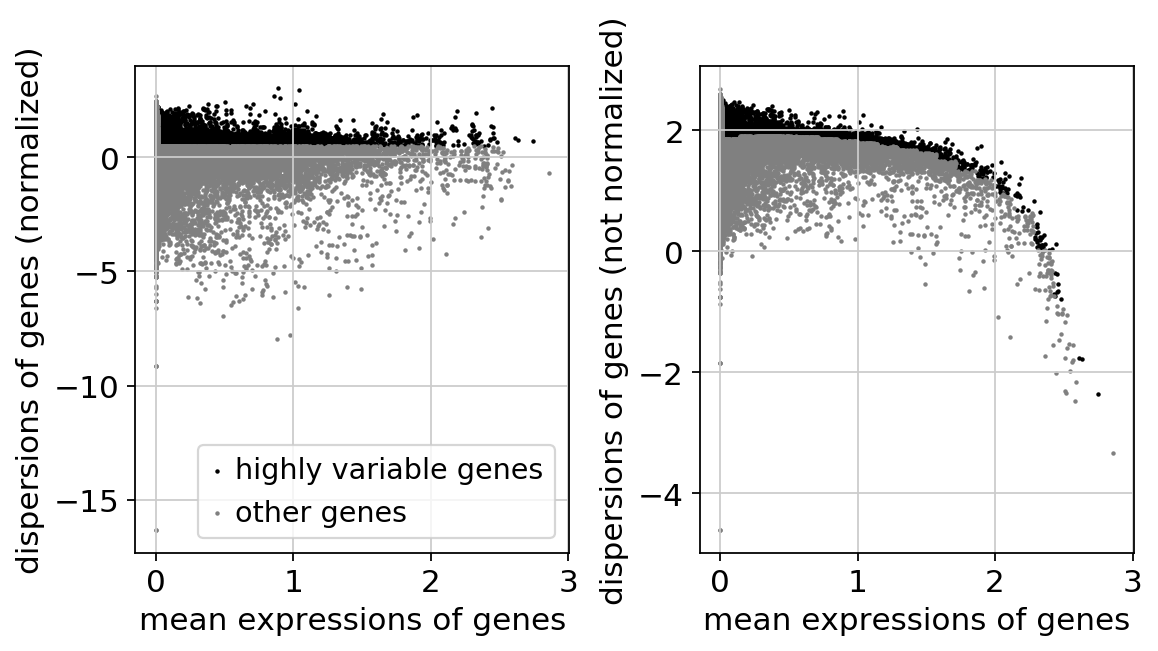 dispersions of genes (normalized)
0
−5
−10
−15
highly variable genes
other genes
0 1 2 3
mean expressions of genes
dispersions of genes (not normalized)
2
0
−2
−4
0 1 2 3
mean expressions of genes